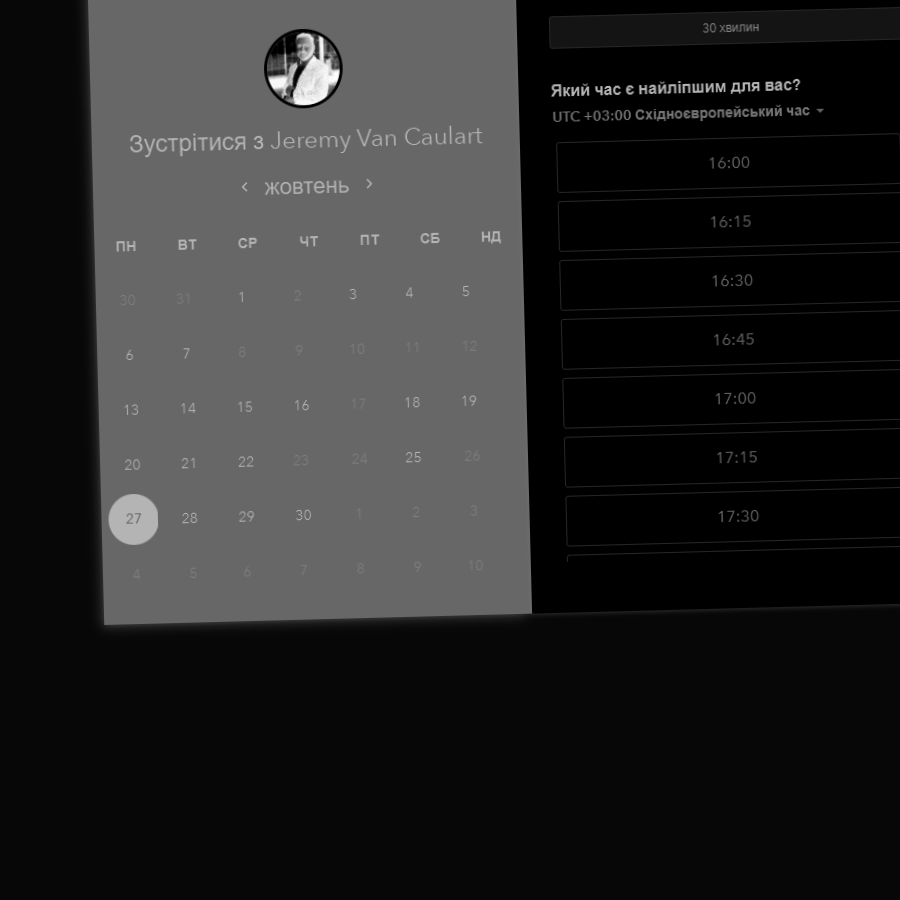 Зустрітися з Jeremy Van Caulart
‹ жовтень ›
ПН ВТ СР ЧТ ПТ СБ НД
30 31 1 2 3 4 5
6 7 8 9 10 11 12
13 14 15 16 17 18 19
20 21 22 23 24 25 26
27 28 29 30 1 2 3
4 5 6 7 8 9 10
30 хвилин
Який час є найліпшим для вас?
UTC +03:00 Східноєвропейський час
16:00
16:15
16:30
16:45
17:00
17:15
17:30